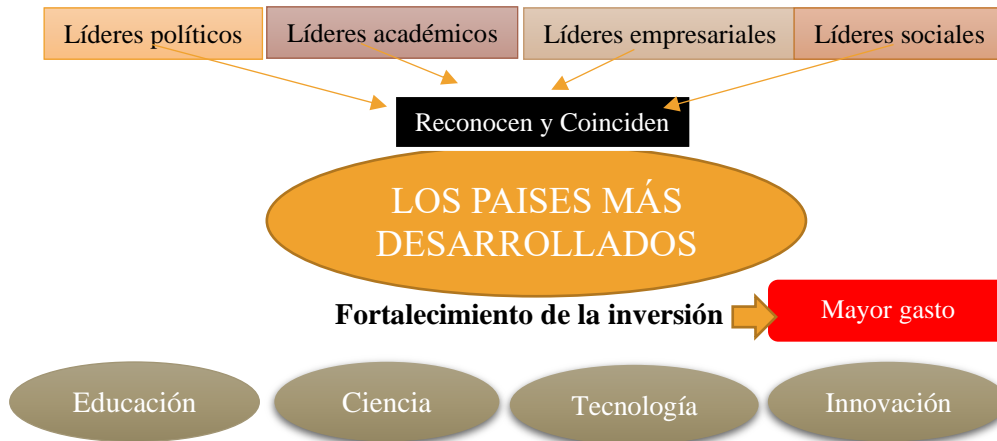 Líderes políticos
Líderes académicos
Líderes empresariales
Líderes sociales
Reconocen y Coinciden
LOS PAISES MÁS
DESARROLLADOS
Fortalecimiento de la inversión
Mayor gasto
Educación
Ciencia
Tecnología
Innovación